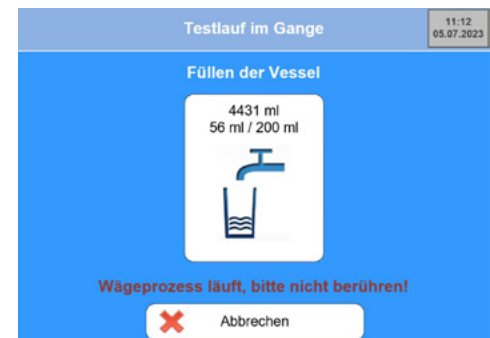 Testlauf im Gange
11:12
05.07.2023
Füllen der Vessel
4431 ml
56 ml / 200 ml
Wägeprozess läuft, bitte nicht berühren!
Abbrechen